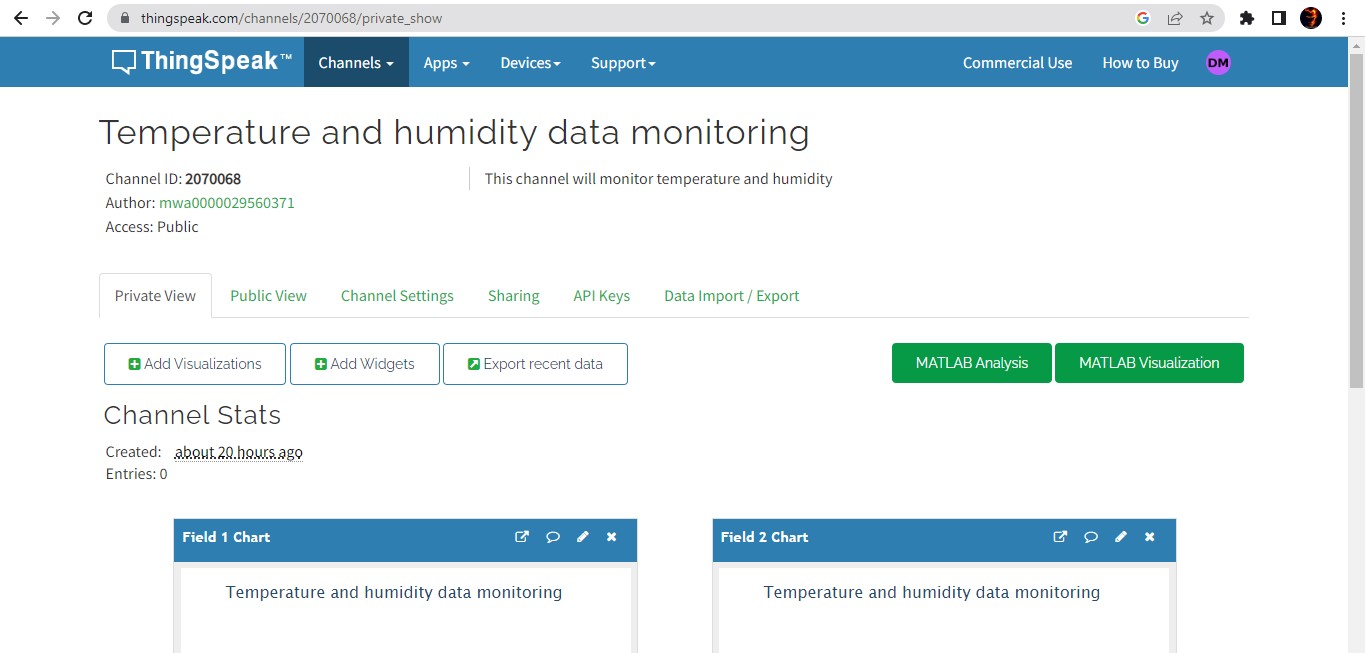 thingspeak.com/channels/2070068/private_show
ThingSpeak™ Channels Apps Devices Support Commercial Use How to Buy DM
Temperature and humidity data monitoring
Channel ID: 2070068 This channel will monitor temperature and humidity
Author: mwa0000029560371
Access: Public
Private View Public View Channel Settings Sharing API Keys Data Import / Export
Add Visualizations Add Widgets Export recent data MATLAB Analysis MATLAB Visualization
Channel Stats
Created: about 20 hours ago
Entries: 0
Field 1 Chart Field 2 Chart
Temperature and humidity data monitoring Temperature and humidity data monitoring